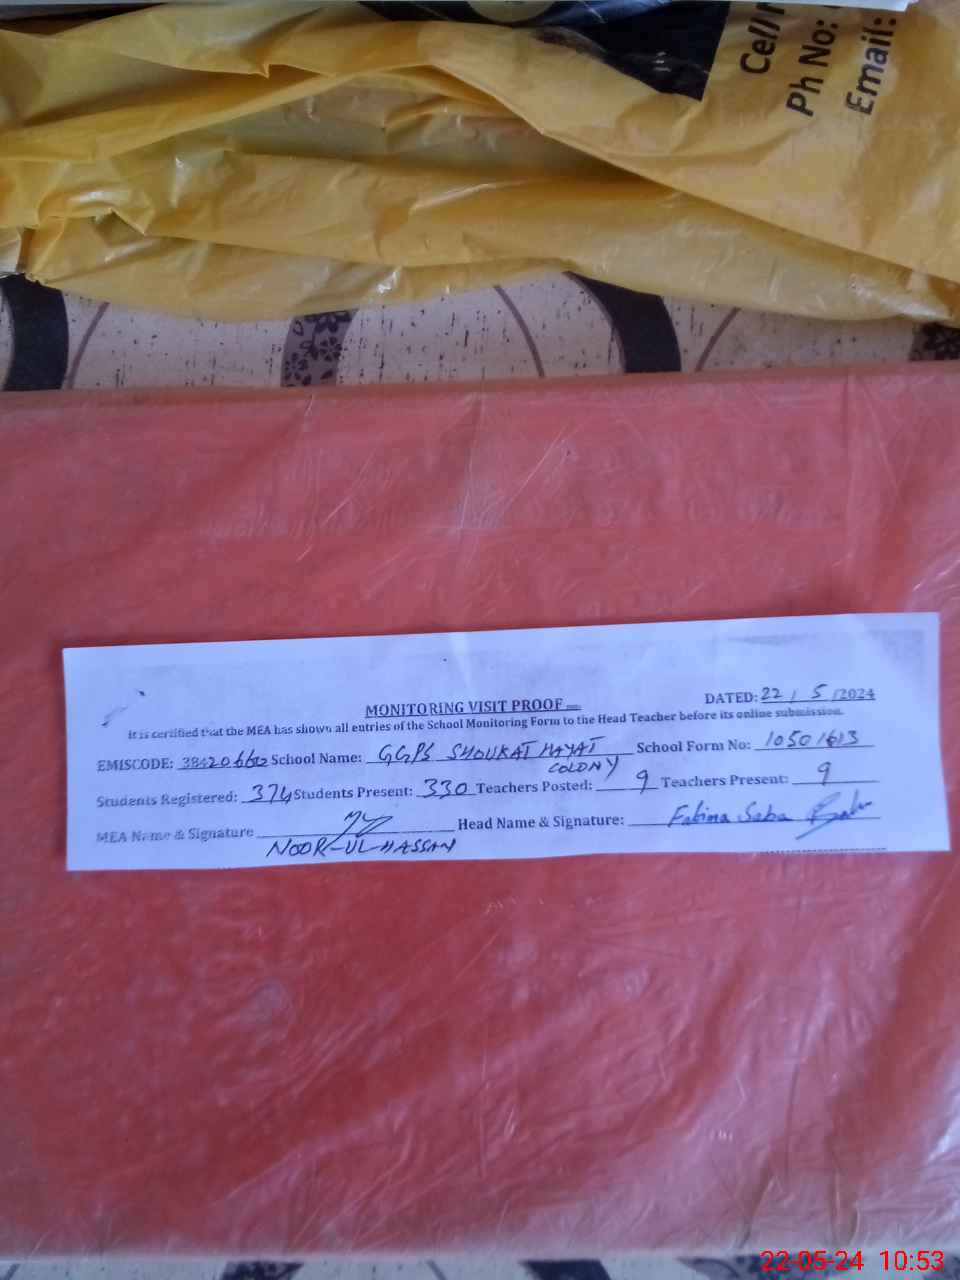 Cell
Ph No:
Email:
MONITORING VISIT PROOF
DATED: 22 / 5 /2024
It is certified that the MEA has shown all entries of the School Monitoring Form to the Head Teacher before its online submission.
EMISCODE: School Name: GGPS SHOUKAT HAYAT COLONY School Form No: 10501613
Students Registered: 374 Students Present: 330 Teachers Posted: 9 Teachers Present: 9
MEA Name & Signature NOOR-UL-HASSAN Head Name & Signature: Fatima Saba
22-05-24 10:53